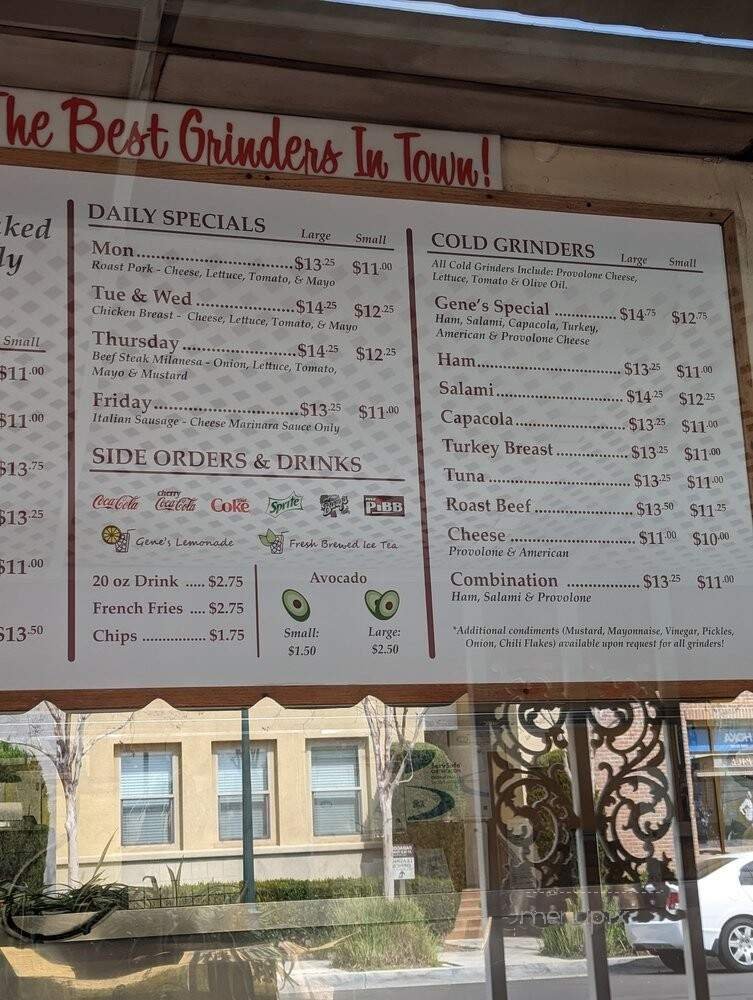 The Best Grinders In Town!
ked
ly
Small
$11.00
$11.00
$13.75
$13.25
$11.00
$13.50
DAILY SPECIALS Large Small
Mon.....................$13.25 $11.00
Roast Pork - Cheese, Lettuce, Tomato, & Mayo
Tue & Wed .............$14.25 $12.25
Chicken Breast - Cheese, Lettuce, Tomato, & Mayo
Thursday...............$14.25 $12.25
Beef Steak Milanesa - Onion, Lettuce, Tomato,
Mayo & Mustard
Friday...................$13.25 $11.00
Italian Sausage - Cheese Marinara Sauce Only
SIDE ORDERS & DRINKS
Coca-Cola cherry Coca-Cola Diet Coke Sprite PiBB
Gene's Lemonade Fresh Brewed Ice Tea
20 oz Drink ..... $2.75
French Fries .... $2.75
Chips .............. $1.75
Avocado
Small: Large:
$1.50 $2.50
COLD GRINDERS Large Small
All Cold Grinders Include: Provolone Cheese,
Lettuce, Tomato & Olive Oil.
Gene's Special .............. $14.75 $12.75
Ham, Salami, Capacola, Turkey,
American & Provolone Cheese
Ham................................. $13.25 $11.00
Salami............................. $14.25 $12.25
Capacola......................... $13.25 $11.00
Turkey Breast................. $13.25 $11.00
Tuna ............................... $13.25 $11.00
Roast Beef...................... $13.50 $11.25
Cheese ........................... $11.00 $10.00
Provolone & American
Combination ................ $13.25 $11.00
Ham, Salami & Provolone
*Additional condiments (Mustard, Mayonnaise, Vinegar, Pickles,
Onion, Chili Flakes) available upon request for all grinders!
menupix